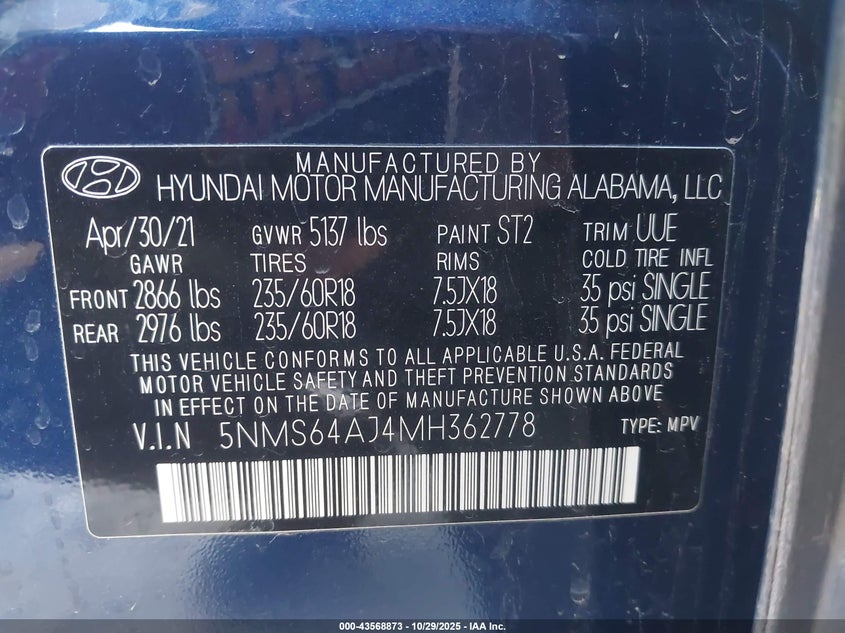 MANUFACTURED BY
HYUNDAI MOTOR MANUFACTURING ALABAMA, LLC
Apr/30/21 GVWR 5137 lbs PAINT ST2 TRIM UUE
GAWR TIRES RIMS COLD TIRE INFL
FRONT 2866 lbs 235/60R18 7.5JX18 35 psi SINGLE
REAR 2976 lbs 235/60R18 7.5JX18 35 psi SINGLE
THIS VEHICLE CONFORMS TO ALL APPLICABLE U.S.A. FEDERAL
MOTOR VEHICLE SAFETY AND THEFT PREVENTION STANDARDS
IN EFFECT ON THE DATE OF MANUFACTURE SHOWN ABOVE
V.I.N 5NMS64AJ4MH362778 TYPE: MPV
000-43568873 - 10/29/2025 - IAA Inc.